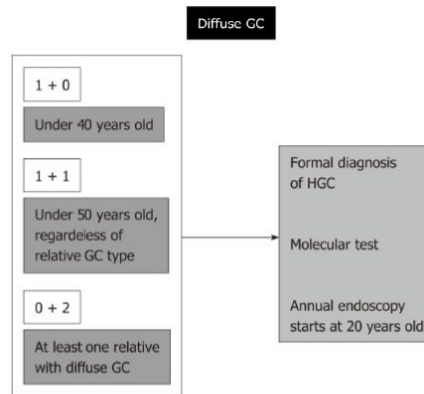 Diffuse GC
1 + 0
Under 40 years old
1 + 1
Under 50 years old,
regardeless of
relative GC type
0 + 2
At least one relative
with diffuse GC
Formal diagnosis
of HGC
Molecular test
Annual endoscopy
starts at 20 years old